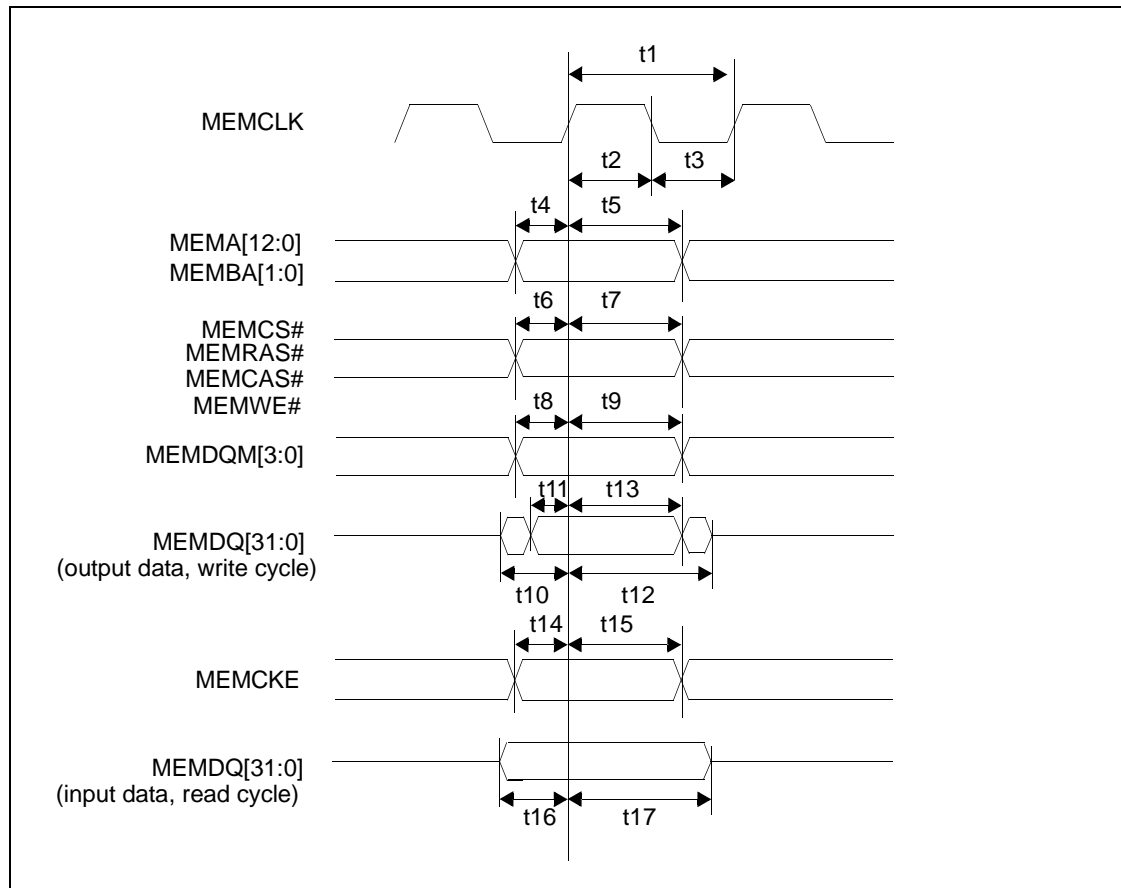 t1
MEMCLK
t2 t3
t4 t5
MEMA[12:0]
MEMBA[1:0]
t6 t7
MEMCS#
MEMRAS#
MEMCAS#
MEMWE#
t8 t9
MEMDQM[3:0]
t11 t13
MEMDQ[31:0]
(output data, write cycle)
t10 t12
t14 t15
MEMCKE
MEMDQ[31:0]
(input data, read cycle)
t16 t17